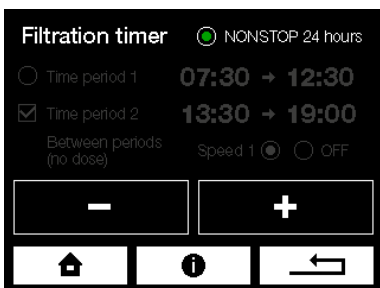 Filtration timer NONSTOP 24 hours
Time period 1 07:30 → 12:30
Time period 2 13:30 → 19:00
Between periods
(no dose) Speed 1 OFF
− +
i